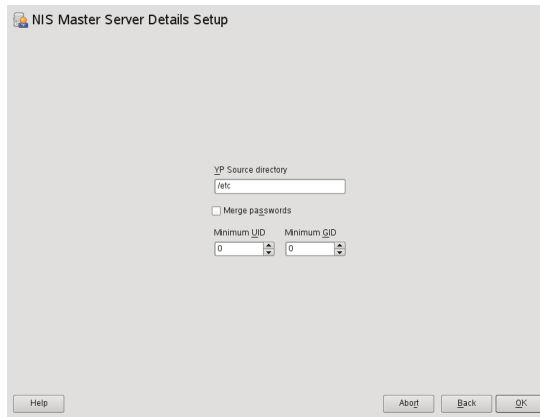 NIS Master Server Details Setup
YP Source directory
/etc
Merge passwords
Minimum UID Minimum GID
0 0
Help Abort Back OK